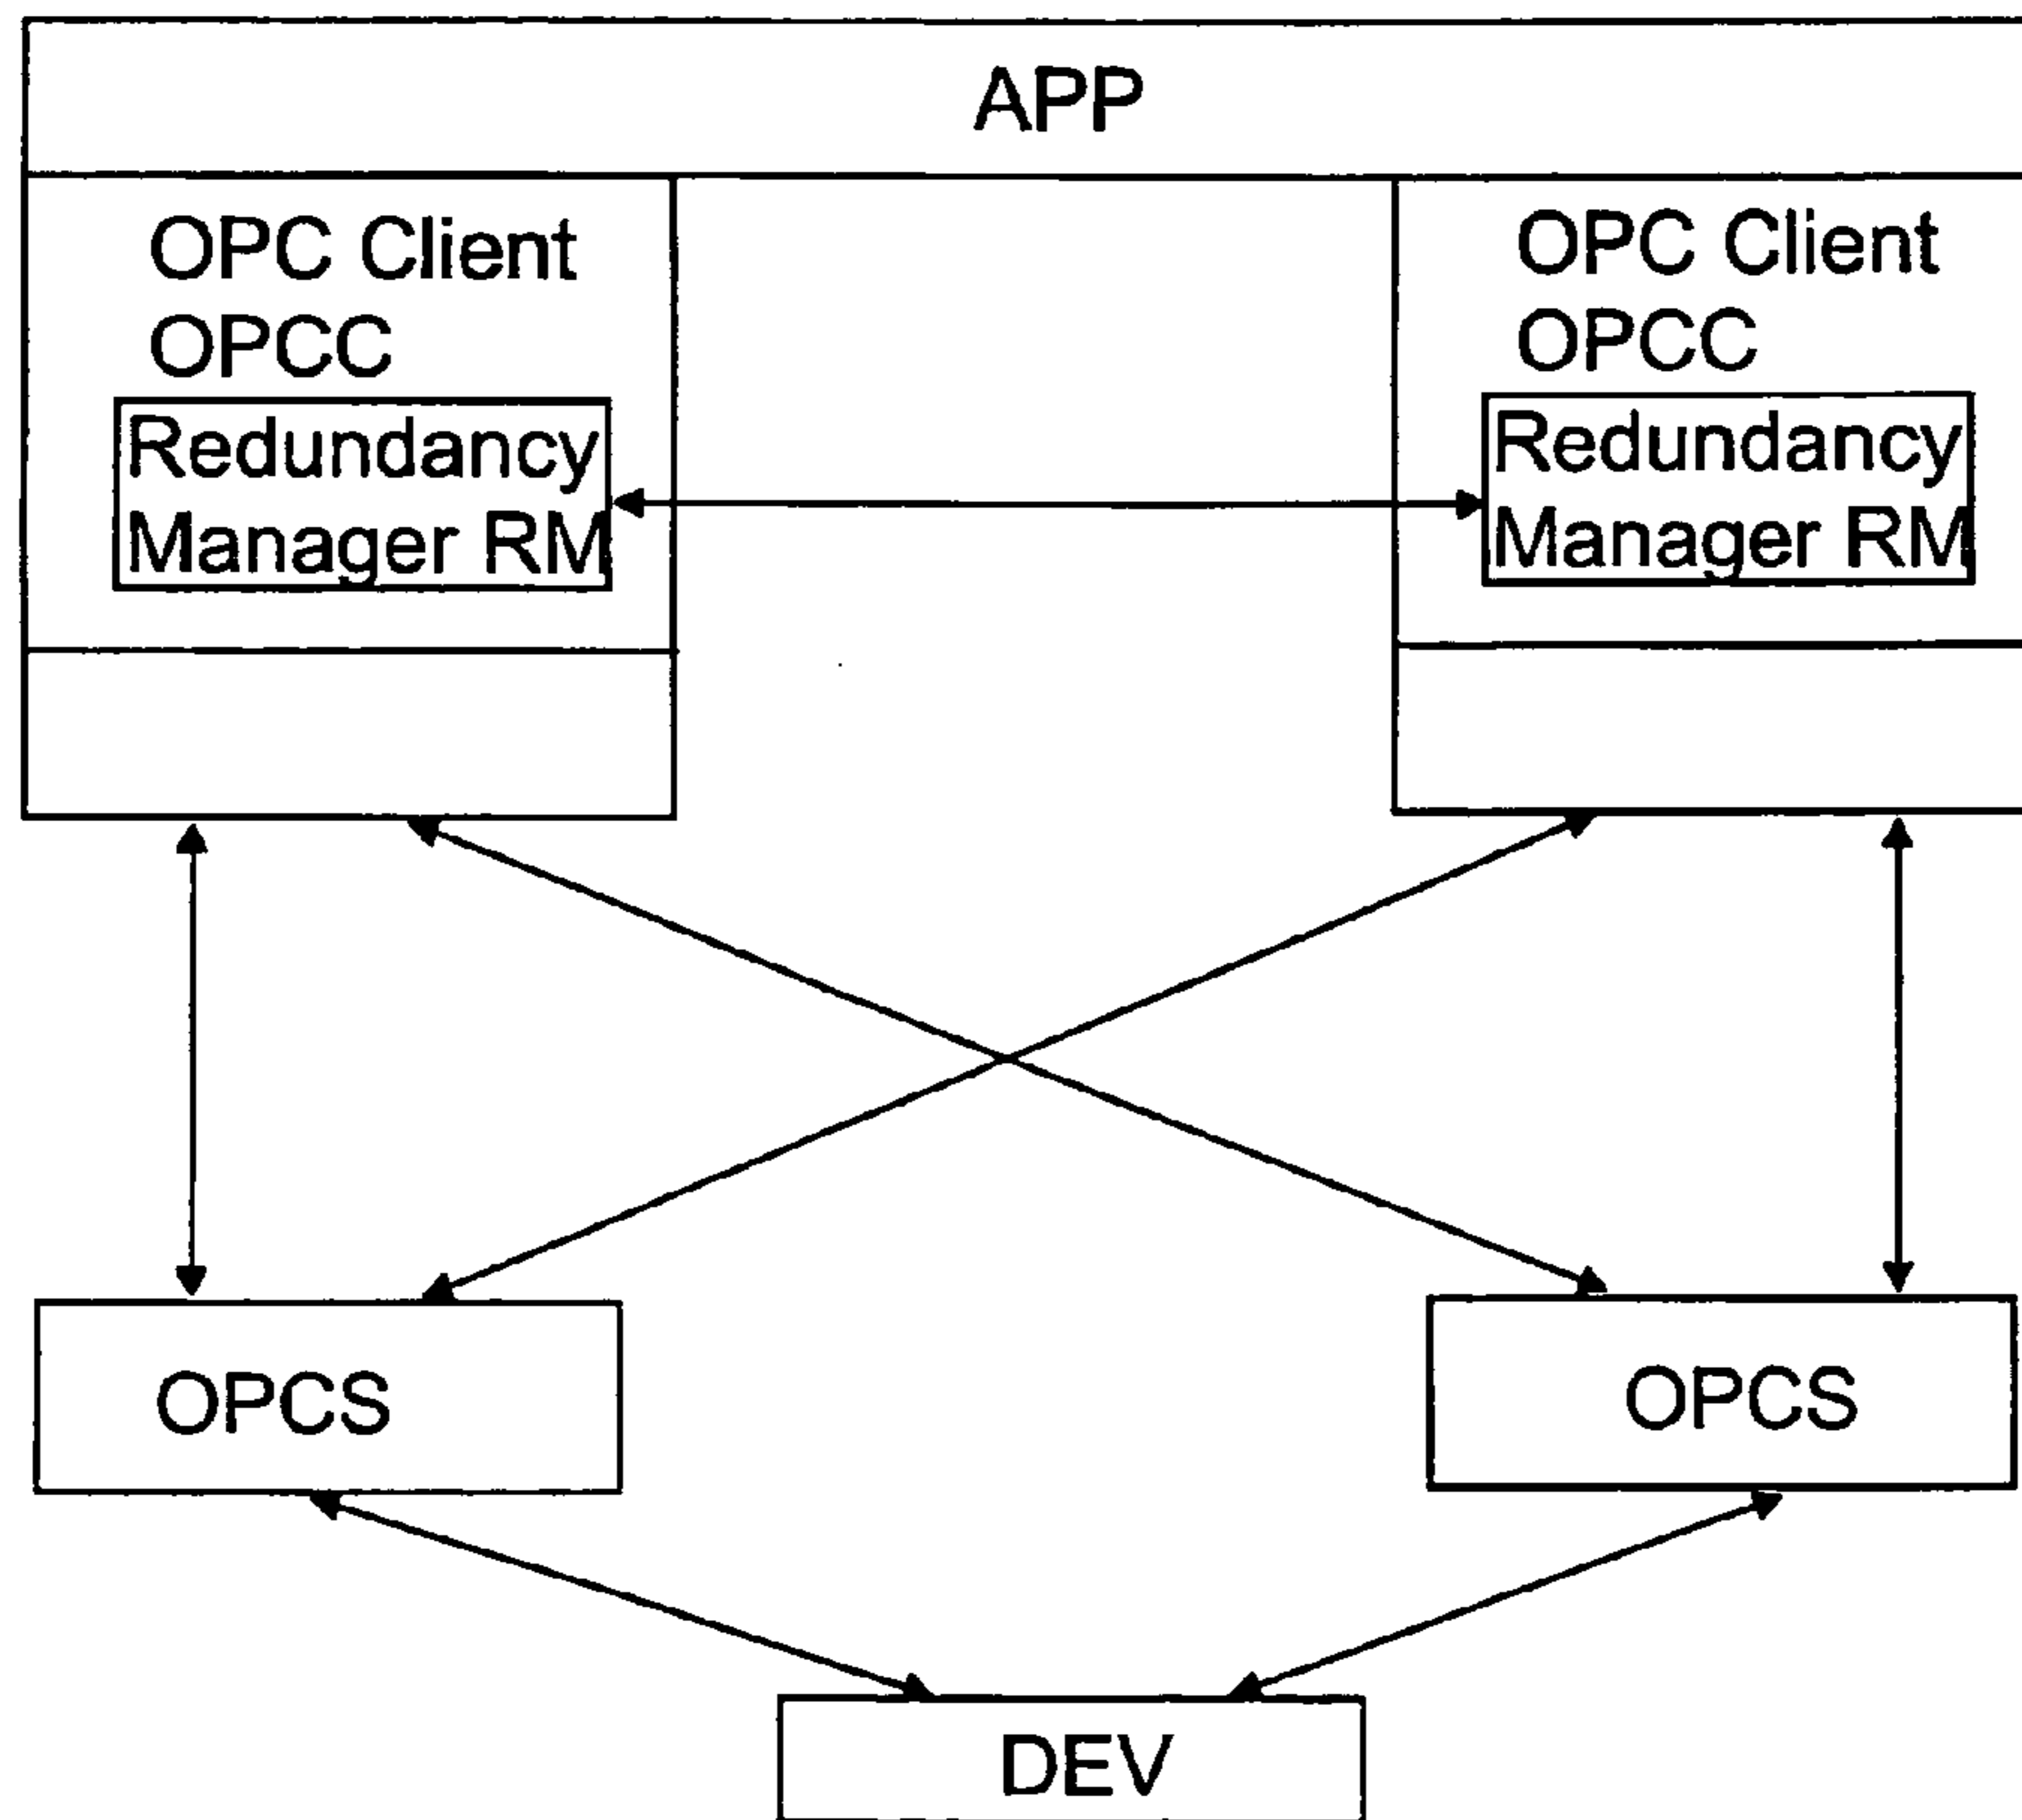 APP
OPC Client
OPCC
Redundancy
Manager RM
OPC Client
OPCC
Redundancy
Manager RM
OPCS
OPCS
DEV